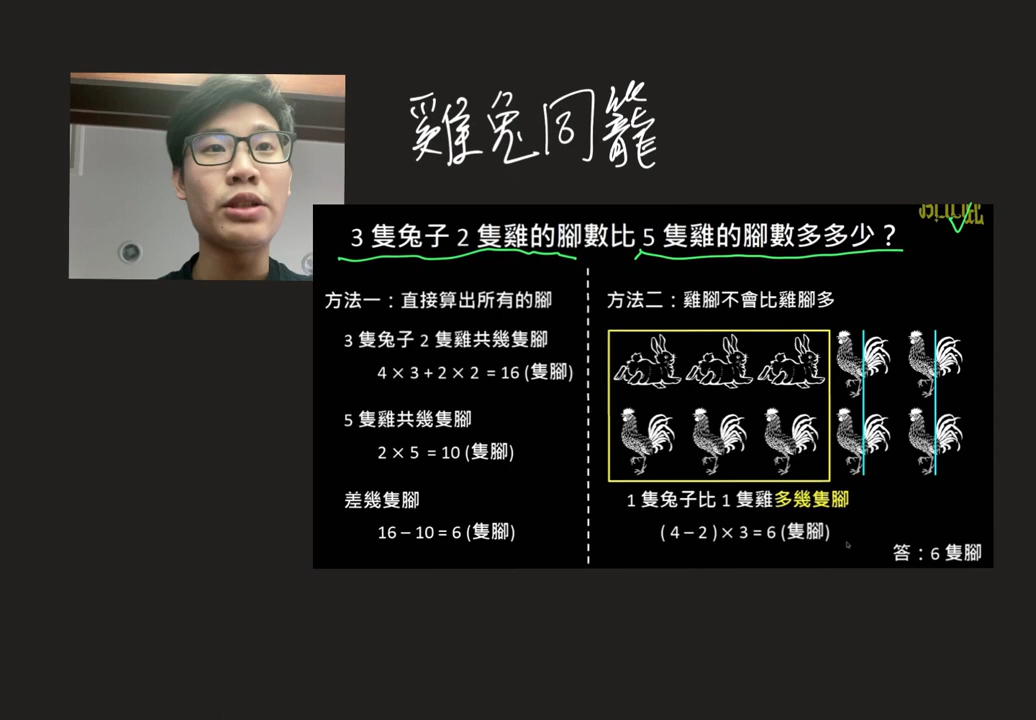 雞兔同籠
3 隻兔子 2 隻雞的腳數比 5 隻雞的腳數多多少？
方法一：直接算出所有的腳
3 隻兔子 2 隻雞共幾隻腳
4 × 3 + 2 × 2 = 16 (隻腳)
5 隻雞共幾隻腳
2 × 5 = 10 (隻腳)
差幾隻腳
16 – 10 = 6 (隻腳)
方法二：雞腳不會比雞腳多
1 隻兔子比 1 隻雞多幾隻腳
( 4 – 2 ) × 3 = 6 (隻腳)
答：6 隻腳